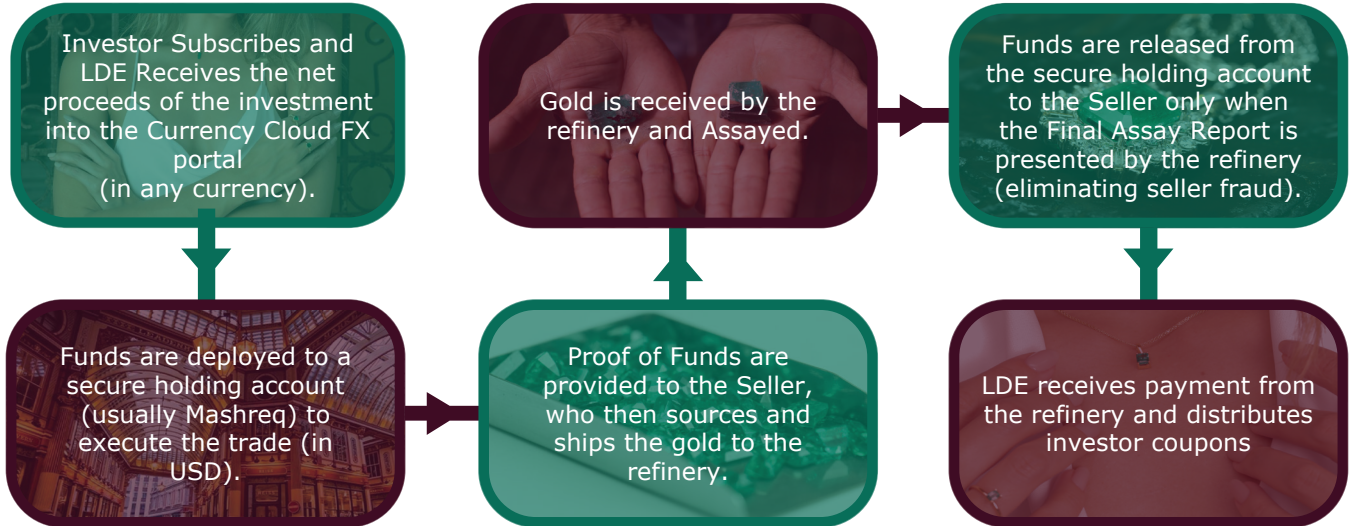 Investor Subscribes and
LDE Receives the net
proceeds of the investment
into the Currency Cloud FX
portal
(in any currency).
Funds are deployed to a
secure holding account
(usually Mashreq) to
execute the trade (in
USD).
Proof of Funds are
provided to the Seller,
who then sources and
ships the gold to the
refinery.
Gold is received by the
refinery and Assayed.
Funds are released from
the secure holding account
to the Seller only when
the Final Assay Report is
presented by the refinery
(eliminating seller fraud).
LDE receives payment from
the refinery and distributes
investor coupons